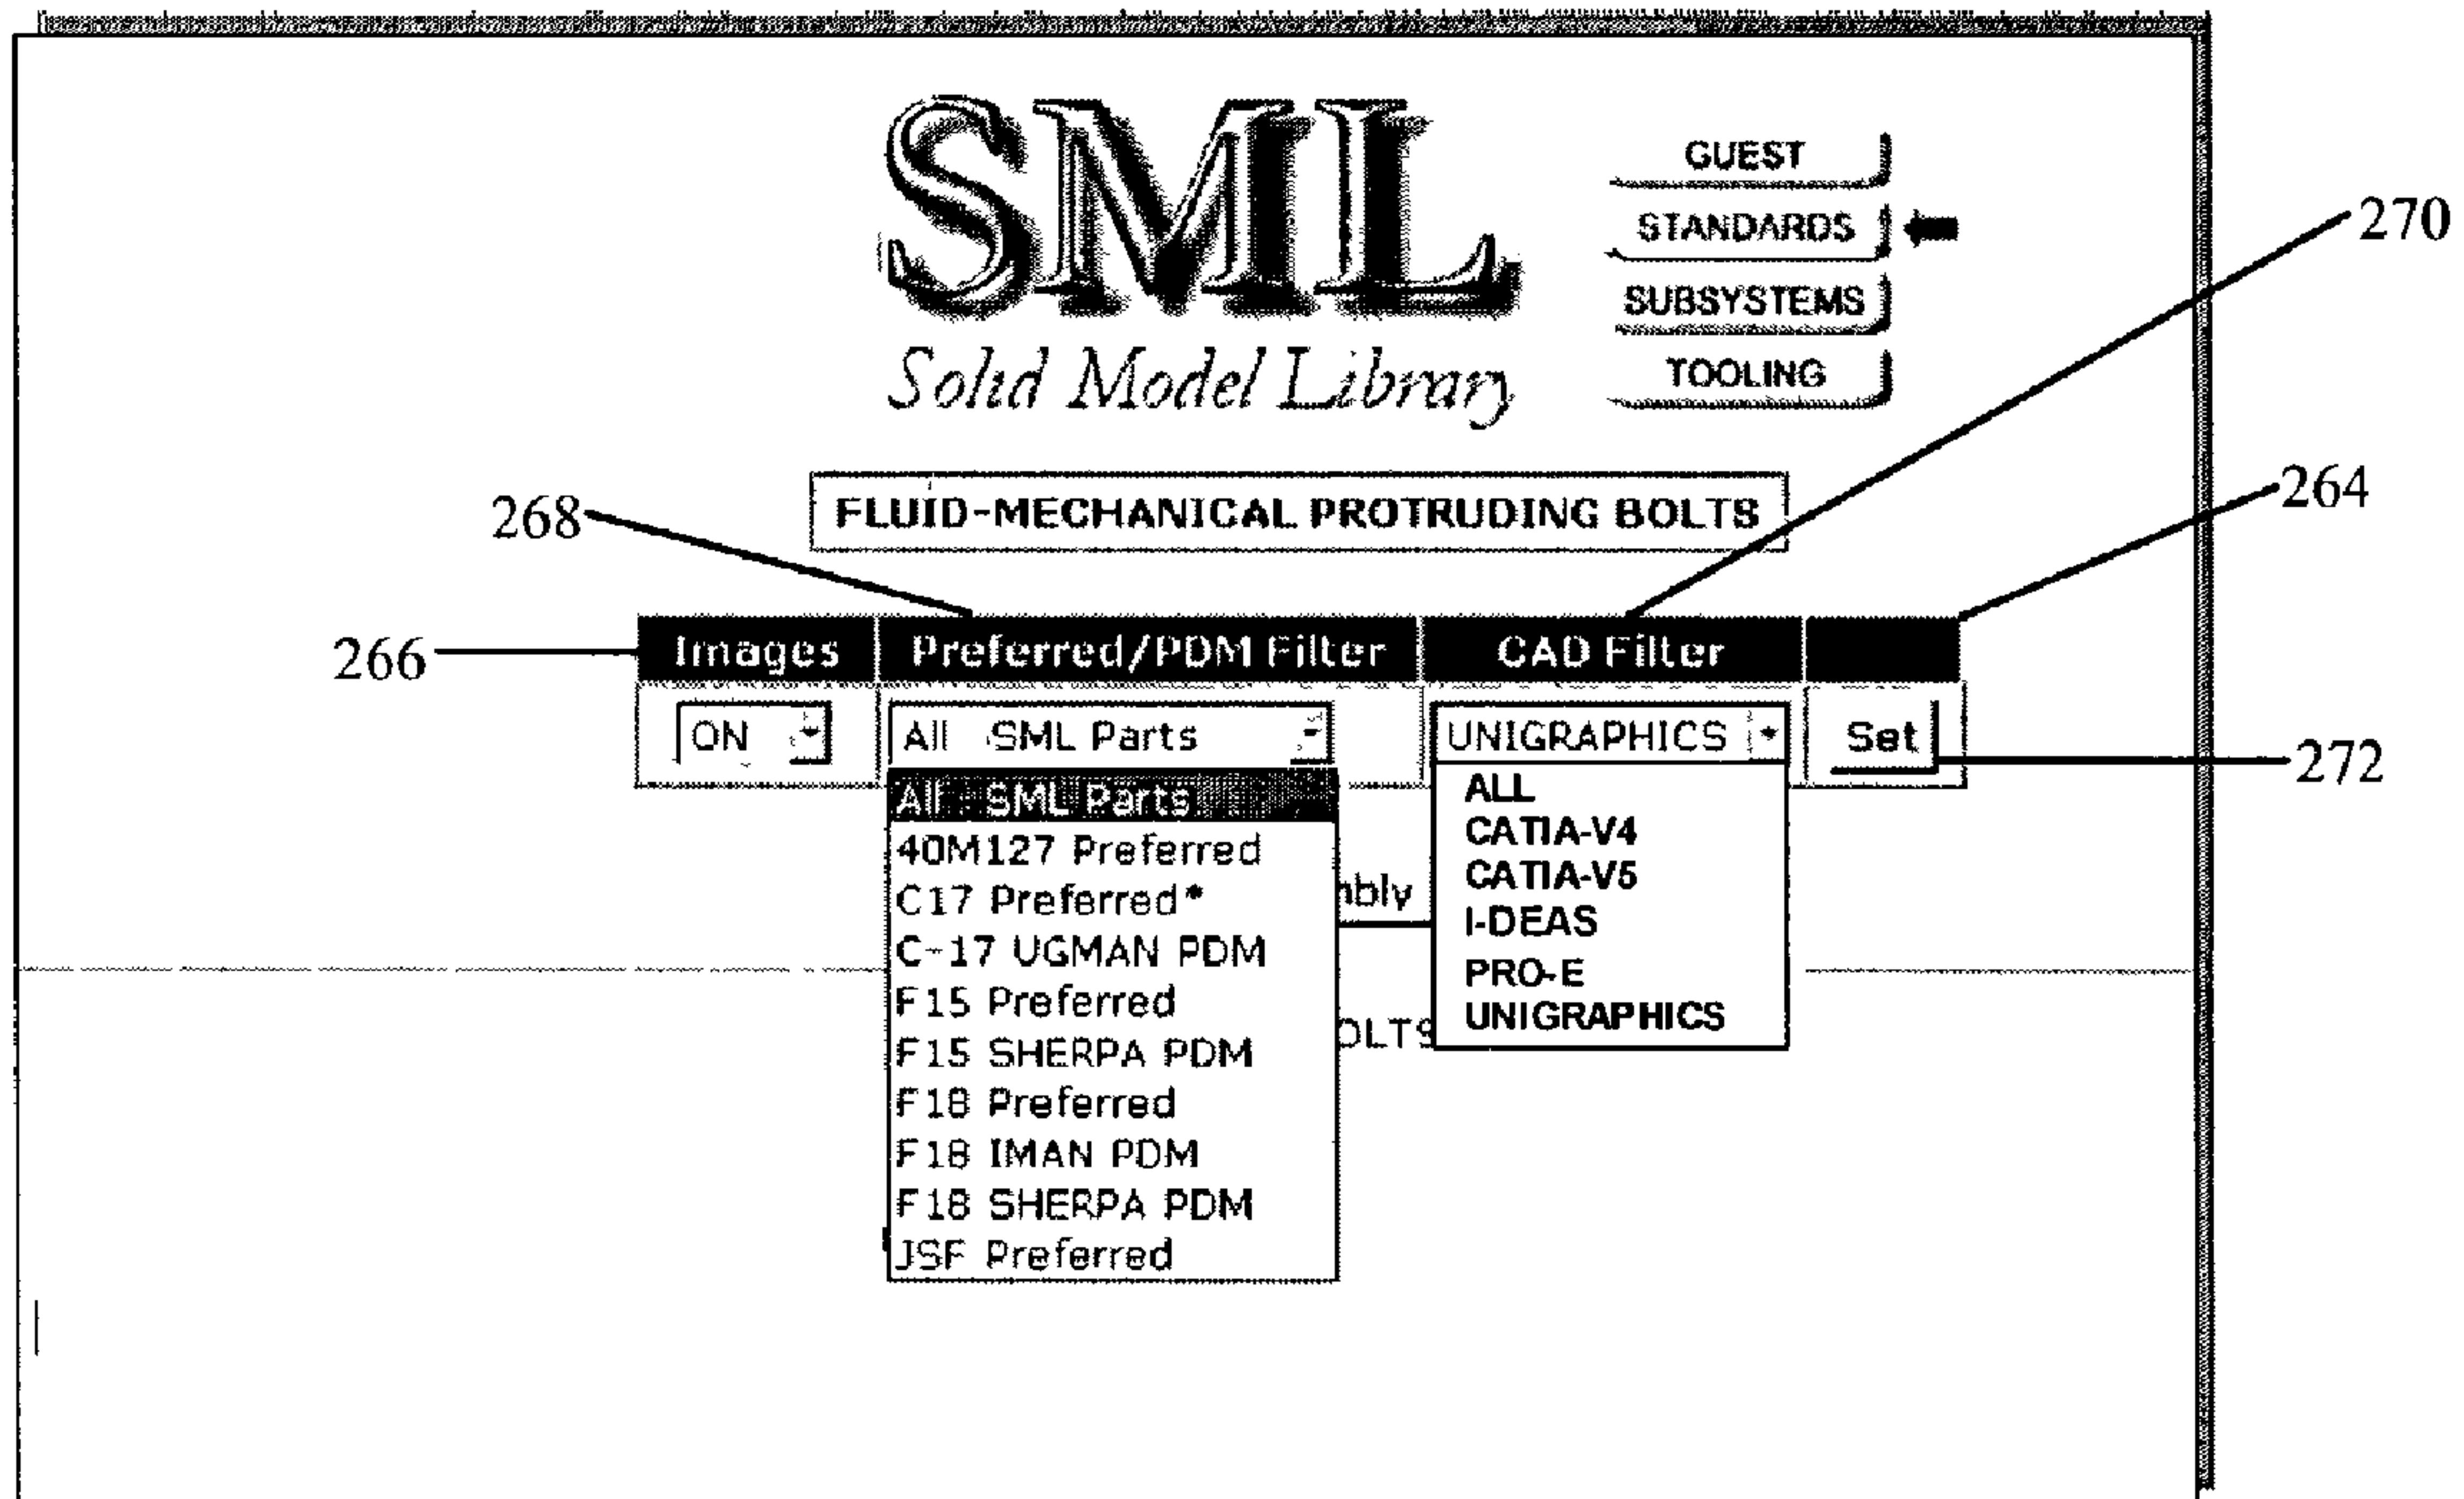 SML
Solid Model Library
GUEST
STANDARDS
SUBSYSTEMS
TOOLING
270
FLUID-MECHANICAL PROTRUDING BOLTS
268
264
266
Images Preferred/PDM Filter CAD Filter
ON All SML Parts UNIGRAPHICS Set
272
All - SML Parts
40M127 Preferred
C17 Preferred*
C-17 UGMAN PDM
F15 Preferred
F15 SHERPA PDM
F18 Preferred
F18 IMAN PDM
F18 SHERPA PDM
JSF Preferred
ALL
CATIA-V4
CATIA-V5
I-DEAS
PRO-E
UNIGRAPHICS
mbly
OLTS